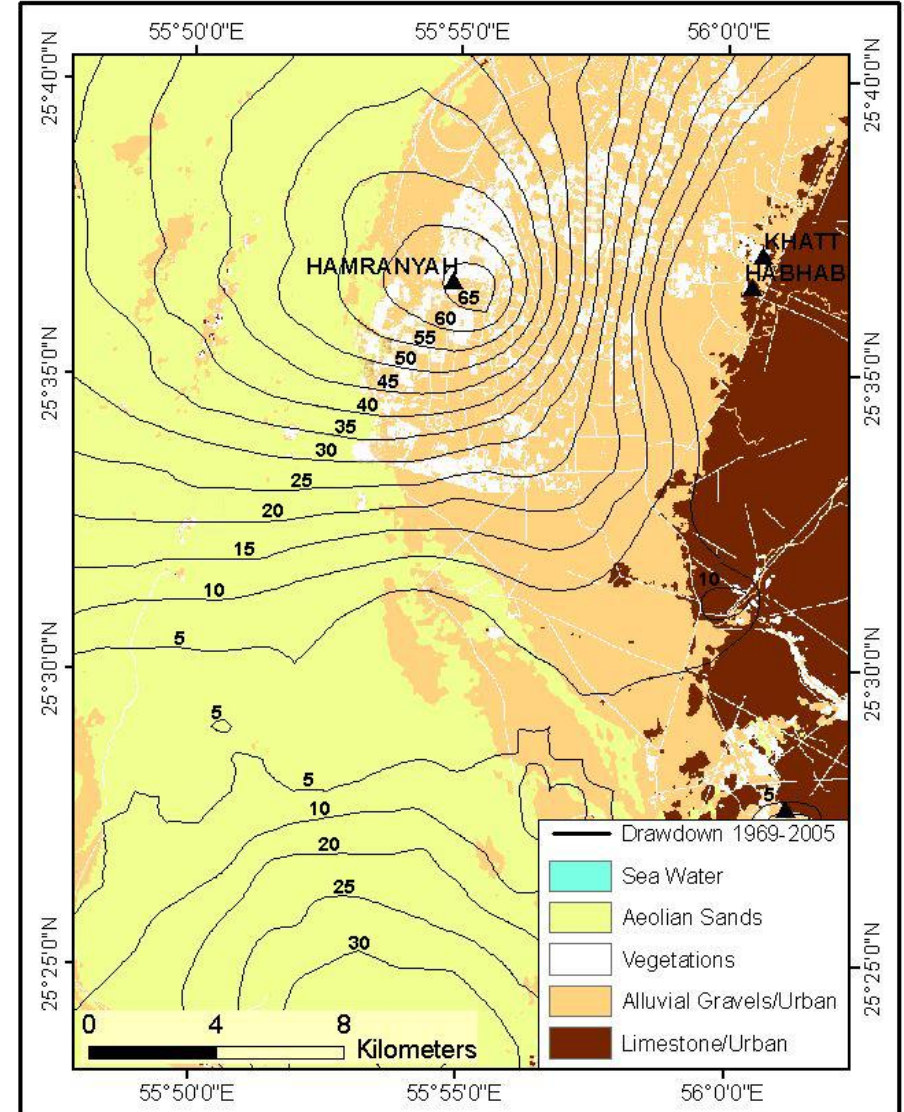 55°50'0"E 55°55'0"E 56°0'0"E
25°40'0"N 25°40'0"N
KHATT
HAMRANYAH HABHAB
65
60
55
50
25°35'0"N 45 25°35'0"N
40
35
30
25
20
15
10
10
5
25°30'0"N 25°30'0"N
5
5
5
10
20
25
30
25°25'0"N 25°25'0"N
Drawdown 1969-2005
Sea Water
Aeolian Sands
Vegetations
Alluvial Gravels/Urban
Limestone/Urban
0 4 8
Kilometers
55°50'0"E 55°55'0"E 56°0'0"E